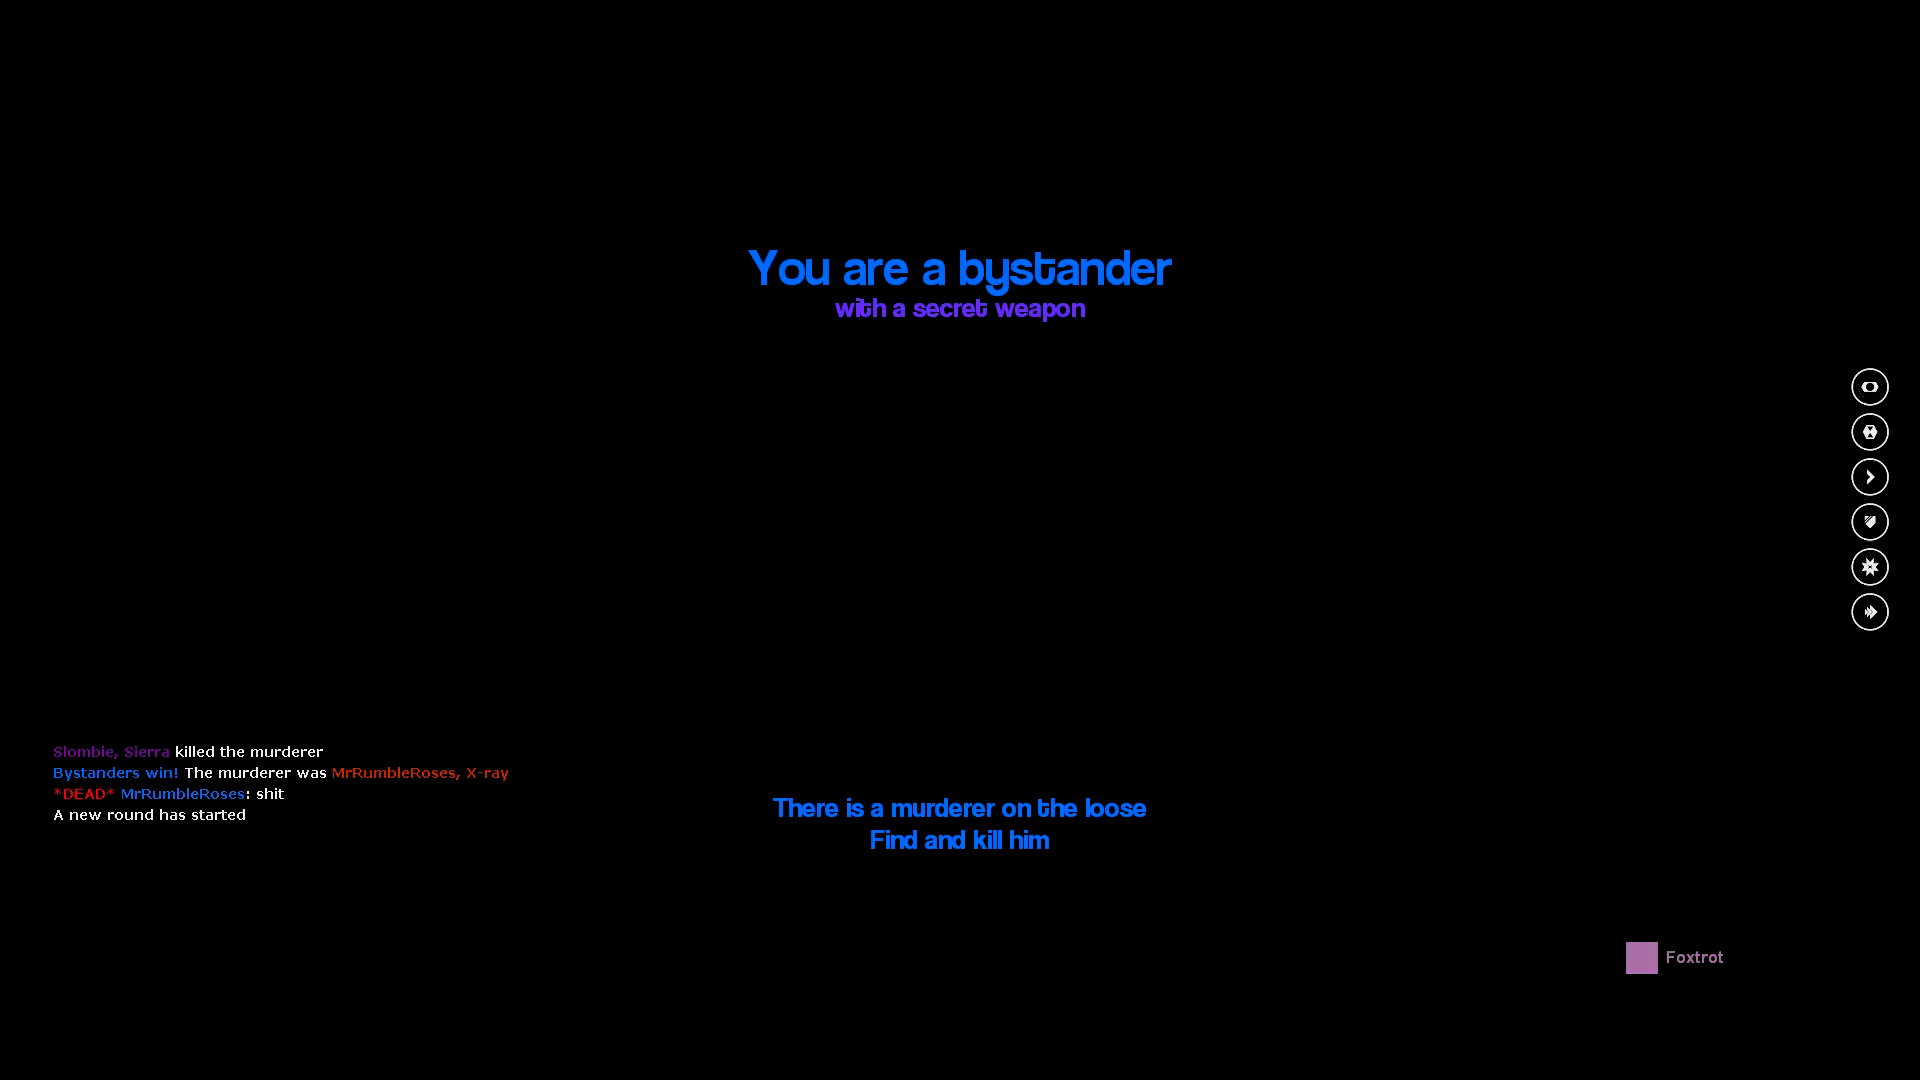 You are a bystander
with a secret weapon
Slombie, Sierra killed the murderer
Bystanders win! The murderer was MrRumbleRoses, X-ray
*DEAD* MrRumbleRoses: shit
A new round has started
There is a murderer on the loose
Find and kill him
Foxtrot